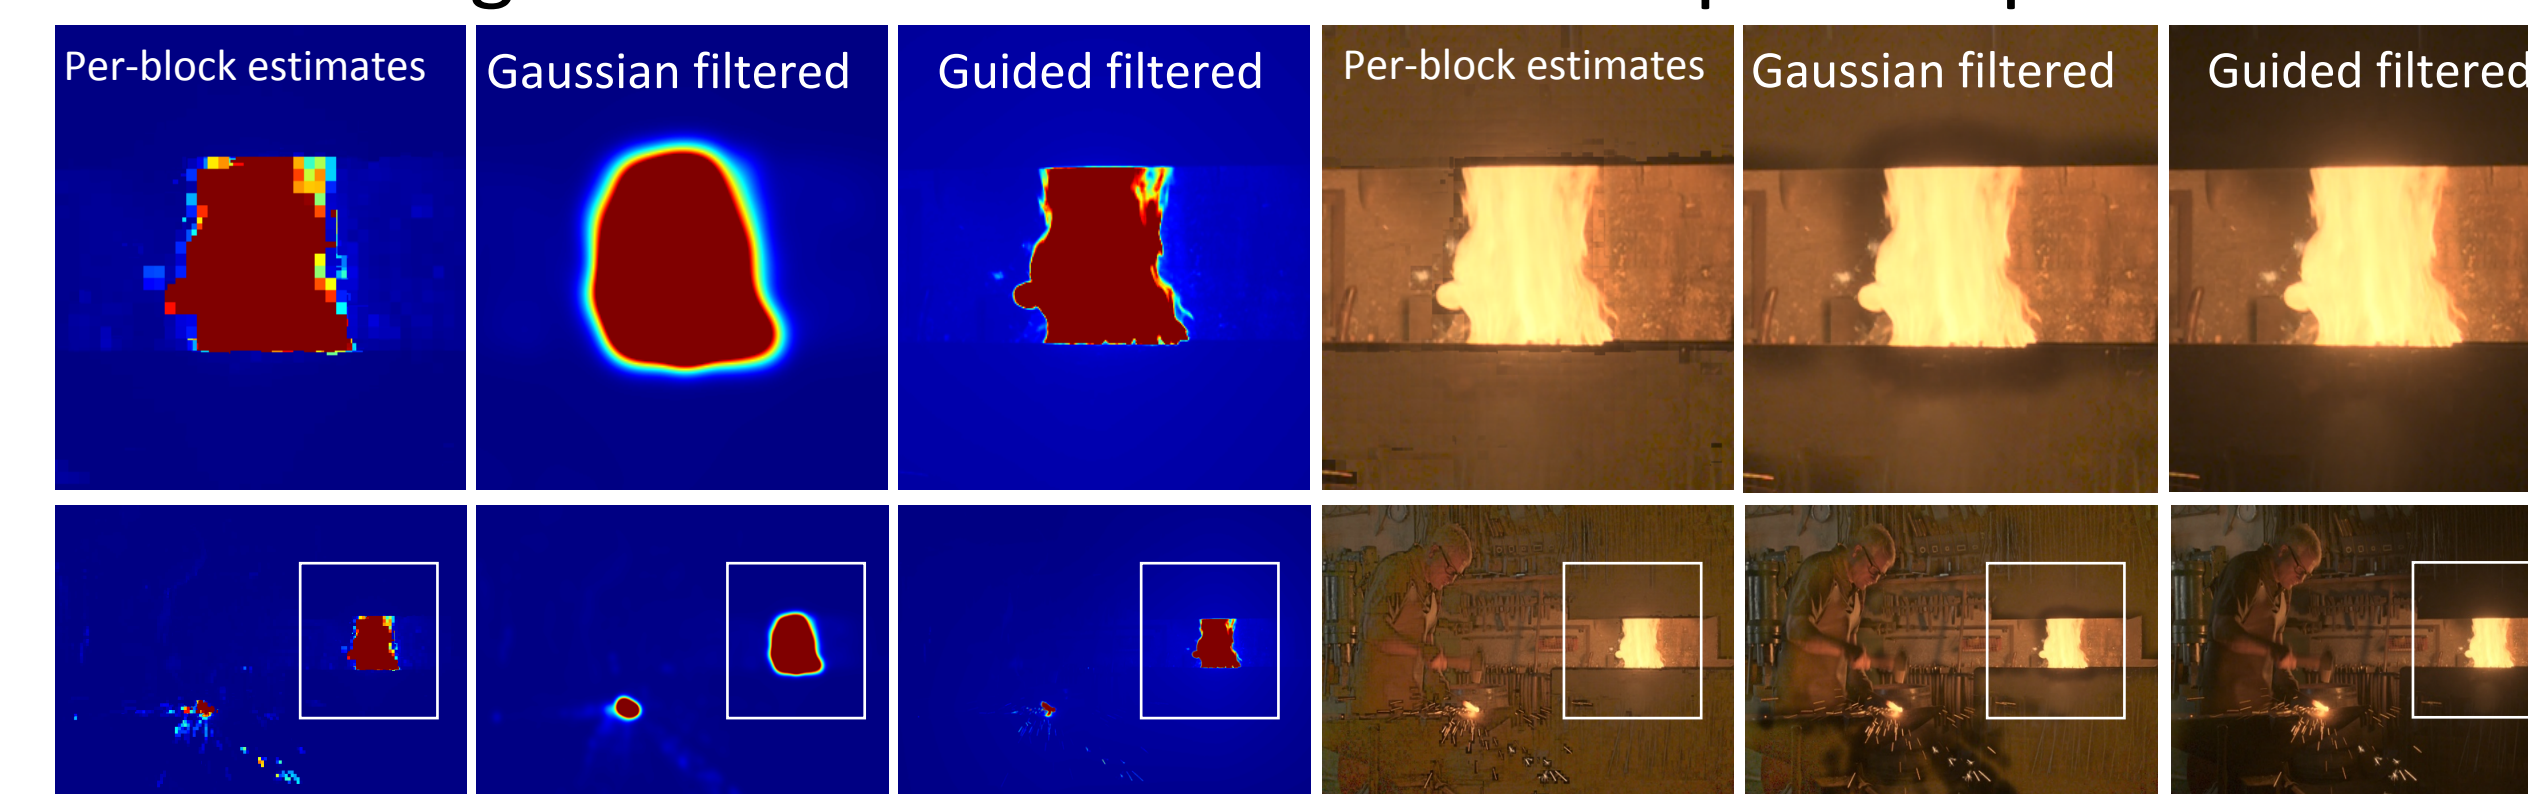 Per-block estimates
Gaussian filtered
Guided filtered
Per-block estimates
Gaussian filtered
Guided filtered